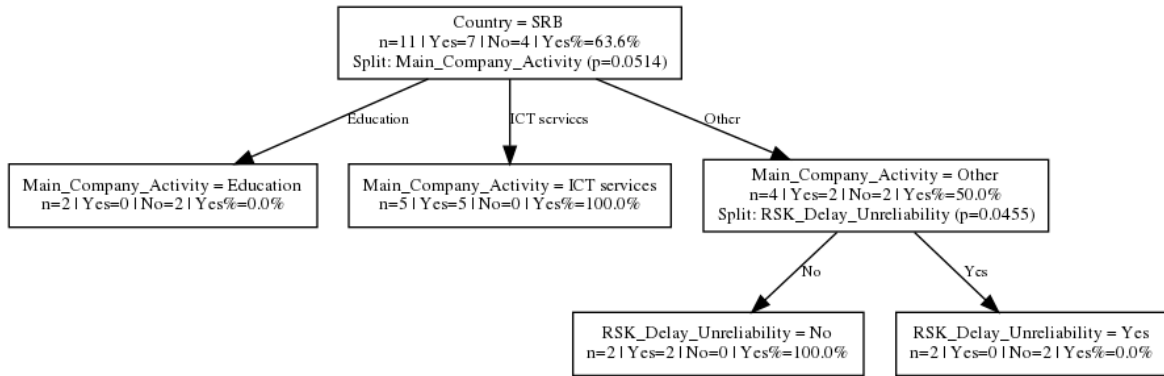 Country = SRB
n=11 | Yes=7 | No=4 | Yes%=63.6%
Split: Main_Company_Activity (p=0.0514)
Education
ICT services
Other
Main_Company_Activity = Education
n=2 | Yes=0 | No=2 | Yes%=0.0%
Main_Company_Activity = ICT services
n=5 | Yes=5 | No=0 | Yes%=100.0%
Main_Company_Activity = Other
n=4 | Yes=2 | No=2 | Yes%=50.0%
Split: RSK_Delay_Unreliability (p=0.0455)
No
Yes
RSK_Delay_Unreliability = No
n=2 | Yes=2 | No=0 | Yes%=100.0%
RSK_Delay_Unreliability = Yes
n=2 | Yes=0 | No=2 | Yes%=0.0%